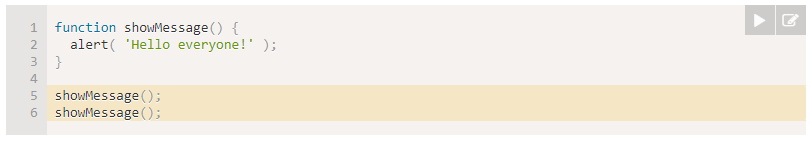 1 function showMessage() {
2   alert( 'Hello everyone!' );
3 }
4
5 showMessage();
6 showMessage();